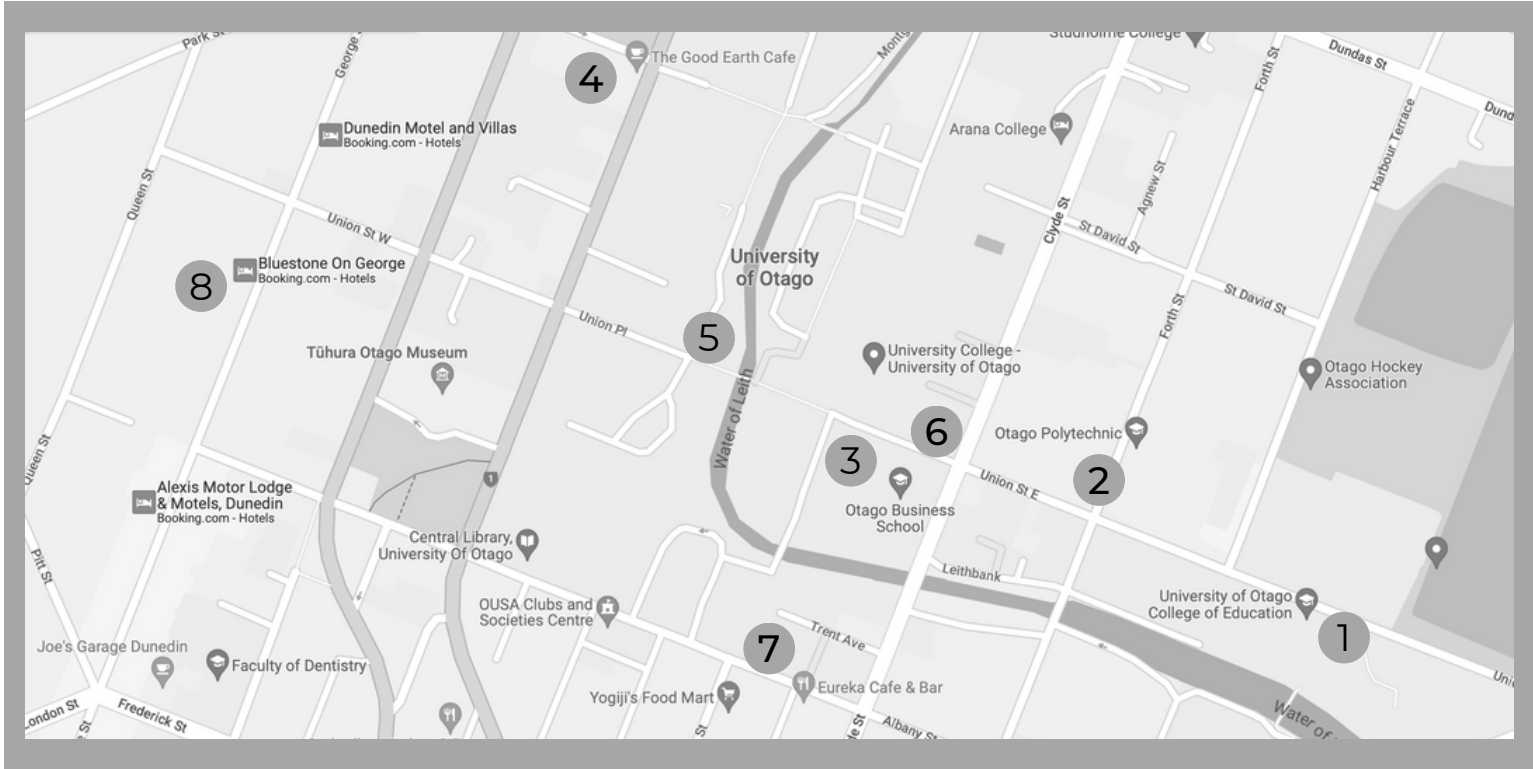 Park St
George
4
The Good Earth Cafe
Montg
Studholme College
Forth St
Dundas St
Dund
Dunedin Motel and Villas
Booking.com - Hotels
Arana College
Harbour Terrace
Queen St
Agnew St
Union St W
Clyde St
St David St
8
Bluestone On George
Booking.com - Hotels
University
of Otago
St David St
Forth St
5
Union Pl
Tūhura Otago Museum
University College -
University of Otago
Otago Hockey
Association
Water of Leith
6
Otago Polytechnic
3
2
Queen St
1
Union St E
Alexis Motor Lodge
& Motels, Dunedin
Booking.com - Hotels
Otago Business
School
Central Library,
University Of Otago
Pitt St
Leithbank
University of Otago
College of Education
OUSA Clubs and
Societies Centre
1
Trent Ave
7
Joe's Garage Dunedin
Faculty of Dentistry
Eureka Cafe & Bar
Yogiji's Food Mart
London St
Frederick St
St
Albany St
Water of